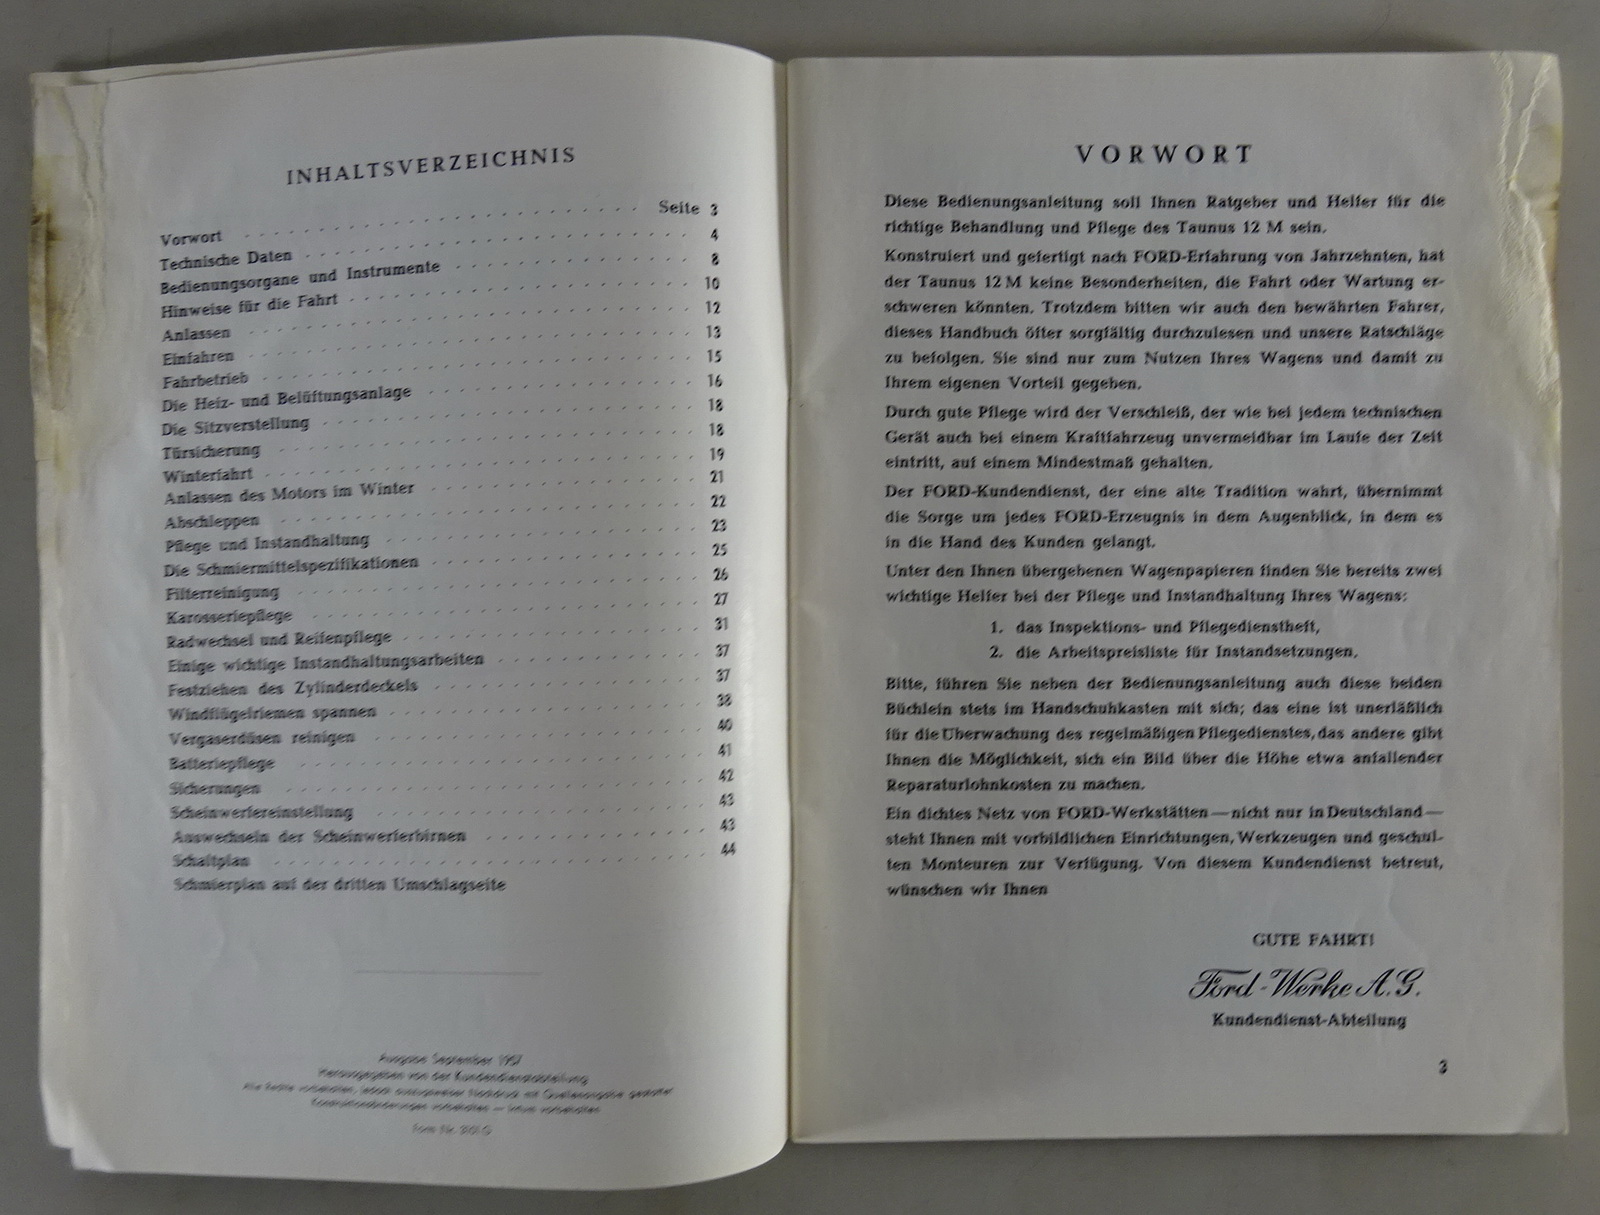 INHALTSVERZEICHNIS
Vorwort Seite 3
Technische Daten 4
Bedienungsorgane und Instrumente 8
Hinweise für die Fahrt 10
Anlassen 12
Einfahren 13
Fahrbetrieb 15
Die Heiz- und Belüftungsanlage 16
Die Sitzverstellung 18
Türsicherung 18
Winterfahrt 19
Anlassen des Motors im Winter 21
Abschleppen 22
Pflege und Instandhaltung 23
Die Schmiermittelspezifikationen 25
Filterreinigung 26
Karosseriepflege 27
Radwechsel und Reifenpflege 31
Einige wichtige Instandhaltungsarbeiten 37
Festziehen des Zylinderdeckels 37
Windflügelriemen spannen 38
Vergaserdüsen reinigen 40
Batteriepflege 41
Sicherungen 42
Scheinwerfereinstellung 43
Auswechseln der Scheinwerferbirnen 43
Schaltplan 44
Schmierplan auf der dritten Umschlagseite
Ausgabe September 1957
Herausgegeben von der Kundendienstabteilung
Alle Rechte vorbehalten, jedoch auszugsweiser Nachdruck mit Quellenangabe gestattet
Konstruktionsänderungen vorbehalten — Irrtum vorbehalten
Form Nr.
VORWORT
Diese Bedienungsanleitung soll Ihnen Ratgeber und Helfer für die
richtige Behandlung und Pflege des Taunus 12 M sein.
Konstruiert und gefertigt nach FORD-Erfahrung von Jahrzehnten, hat
der Taunus 12 M keine Besonderheiten, die Fahrt oder Wartung er-
schweren könnten. Trotzdem bitten wir auch den bewährten Fahrer,
dieses Handbuch öfter sorgfältig durchzulesen und unsere Ratschläge
zu befolgen. Sie sind nur zum Nutzen Ihres Wagens und damit zu
Ihrem eigenen Vorteil gegeben.
Durch gute Pflege wird der Verschleiß, der wie bei jedem technischen
Gerät auch bei einem Kraftfahrzeug unvermeidbar im Laufe der Zeit
eintritt, auf einem Mindestmaß gehalten.
Der FORD-Kundendienst, der eine alte Tradition wahrt, übernimmt
die Sorge um jedes FORD-Erzeugnis in dem Augenblick, in dem es
in die Hand des Kunden gelangt.
Unter den Ihnen übergebenen Wagenpapieren finden Sie bereits zwei
wichtige Helfer bei der Pflege und Instandhaltung Ihres Wagens:
1. das Inspektions- und Pflegedienstheft,
2. die Arbeitspreisliste für Instandsetzungen.
Bitte, führen Sie neben der Bedienungsanleitung auch diese beiden
Büchlein stets im Handschuhkasten mit sich; das eine ist unerläßlich
für die Überwachung des regelmäßigen Pflegedienstes, das andere gibt
Ihnen die Möglichkeit, sich ein Bild über die Höhe etwa anfallender
Reparaturlohnkosten zu machen.
Ein dichtes Netz von FORD-Werkstätten — nicht nur in Deutschland —
steht Ihnen mit vorbildlichen Einrichtungen, Werkzeugen und geschul-
ten Monteuren zur Verfügung. Von diesem Kundendienst betreut,
wünschen wir Ihnen
GUTE FAHRT!
Ford-Werke A.G.
Kundendienst-Abteilung
3